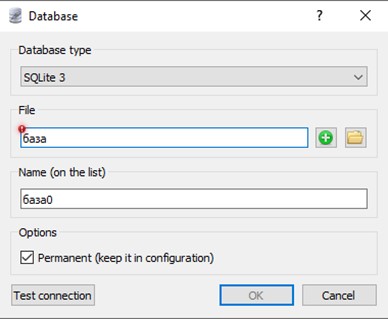 Database
? X
Database type
SQLite 3
File
база
Name (on the list)
база0
Options
Permanent (keep it in configuration)
Test connection OK Cancel